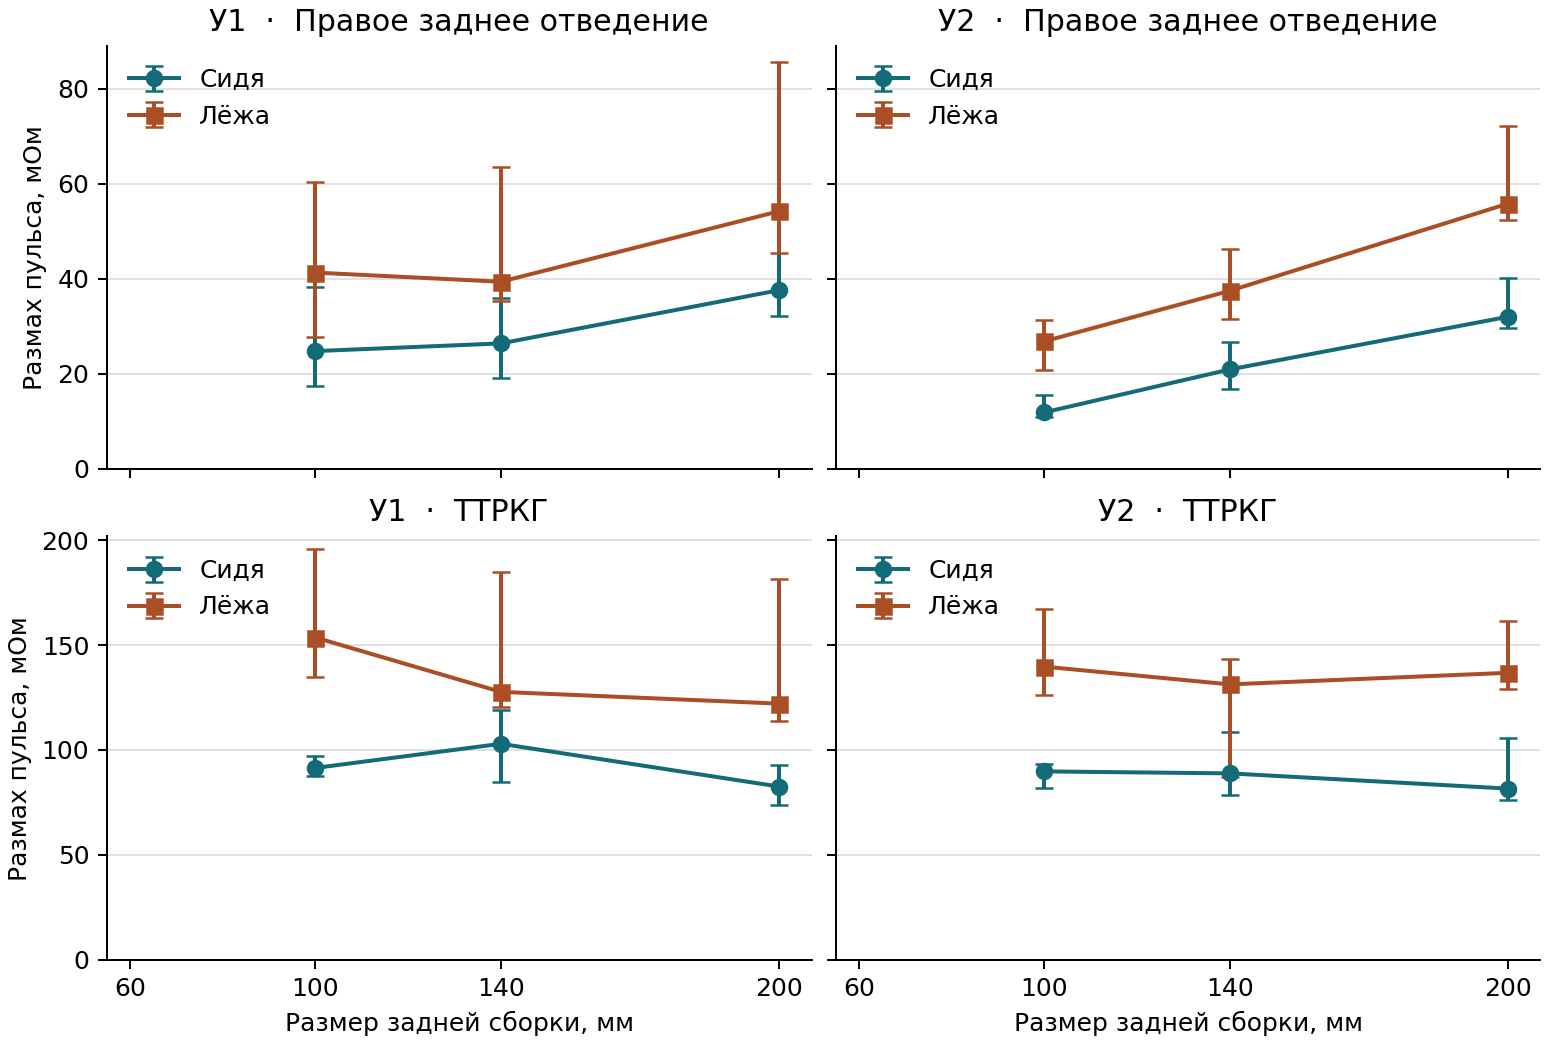 У1 · Правое заднее отведение
У2 · Правое заднее отведение
Сидя
Лёжа
Сидя
Лёжа
Размах пульса, мОм
80
60
40
20
0
У1 · ТТРКГ
У2 · ТТРКГ
Сидя
Лёжа
Сидя
Лёжа
Размах пульса, мОм
200
150
100
50
0
60 100 140 200
60 100 140 200
Размер задней сборки, мм
Размер задней сборки, мм